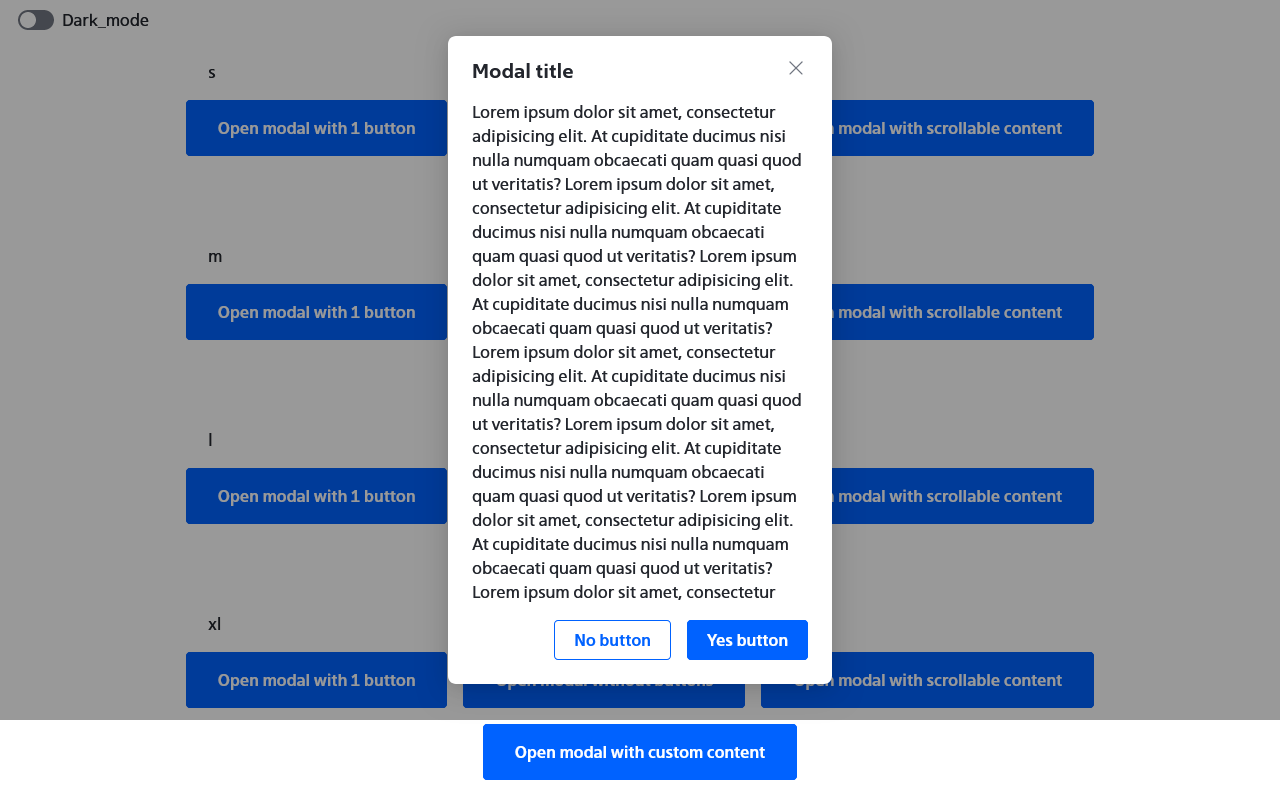 Dark_mode
s
Open modal with 1 button
modal with scrollable content
Modal title
Lorem ipsum dolor sit amet, consectetur
adipisicing elit. At cupiditate ducimus nisi
nulla numquam obcaecati quam quasi quod
ut veritatis? Lorem ipsum dolor sit amet,
consectetur adipisicing elit. At cupiditate
ducimus nisi nulla numquam obcaecati
quam quasi quod ut veritatis? Lorem ipsum
dolor sit amet, consectetur adipisicing elit.
At cupiditate ducimus nisi nulla numquam
obcaecati quam quasi quod ut veritatis?
Lorem ipsum dolor sit amet, consectetur
adipisicing elit. At cupiditate ducimus nisi
nulla numquam obcaecati quam quasi quod
ut veritatis? Lorem ipsum dolor sit amet,
consectetur adipisicing elit. At cupiditate
ducimus nisi nulla numquam obcaecati
quam quasi quod ut veritatis? Lorem ipsum
dolor sit amet, consectetur adipisicing elit.
At cupiditate ducimus nisi nulla numquam
obcaecati quam quasi quod ut veritatis?
Lorem ipsum dolor sit amet, consectetur
No button
Yes button
m
Open modal with 1 button
modal with scrollable content
l
Open modal with 1 button
modal with scrollable content
xl
Open modal with 1 button
Open modal without buttons
Open modal with scrollable content
Open modal with custom content